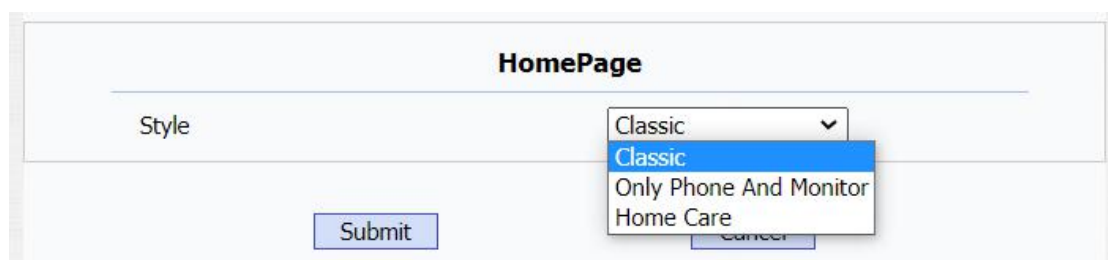 HomePage
Style Classic
Classic
Only Phone And Monitor
Home Care
Submit